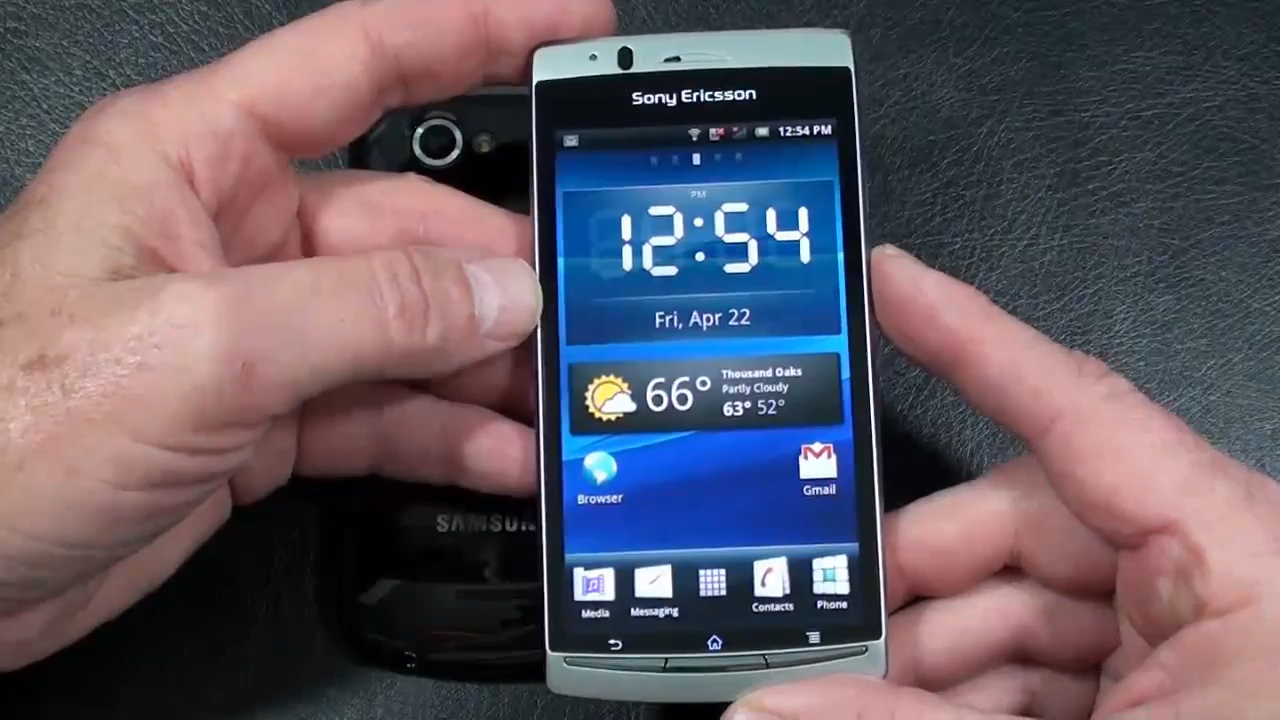 Sony Ericsson
12:54 PM
PM
12:54
Fri, Apr 22
66°
Thousand Oaks
Partly Cloudy
63° 52°
Browser
Gmail
SAMSUN
Media
Messaging
Contacts
Phone